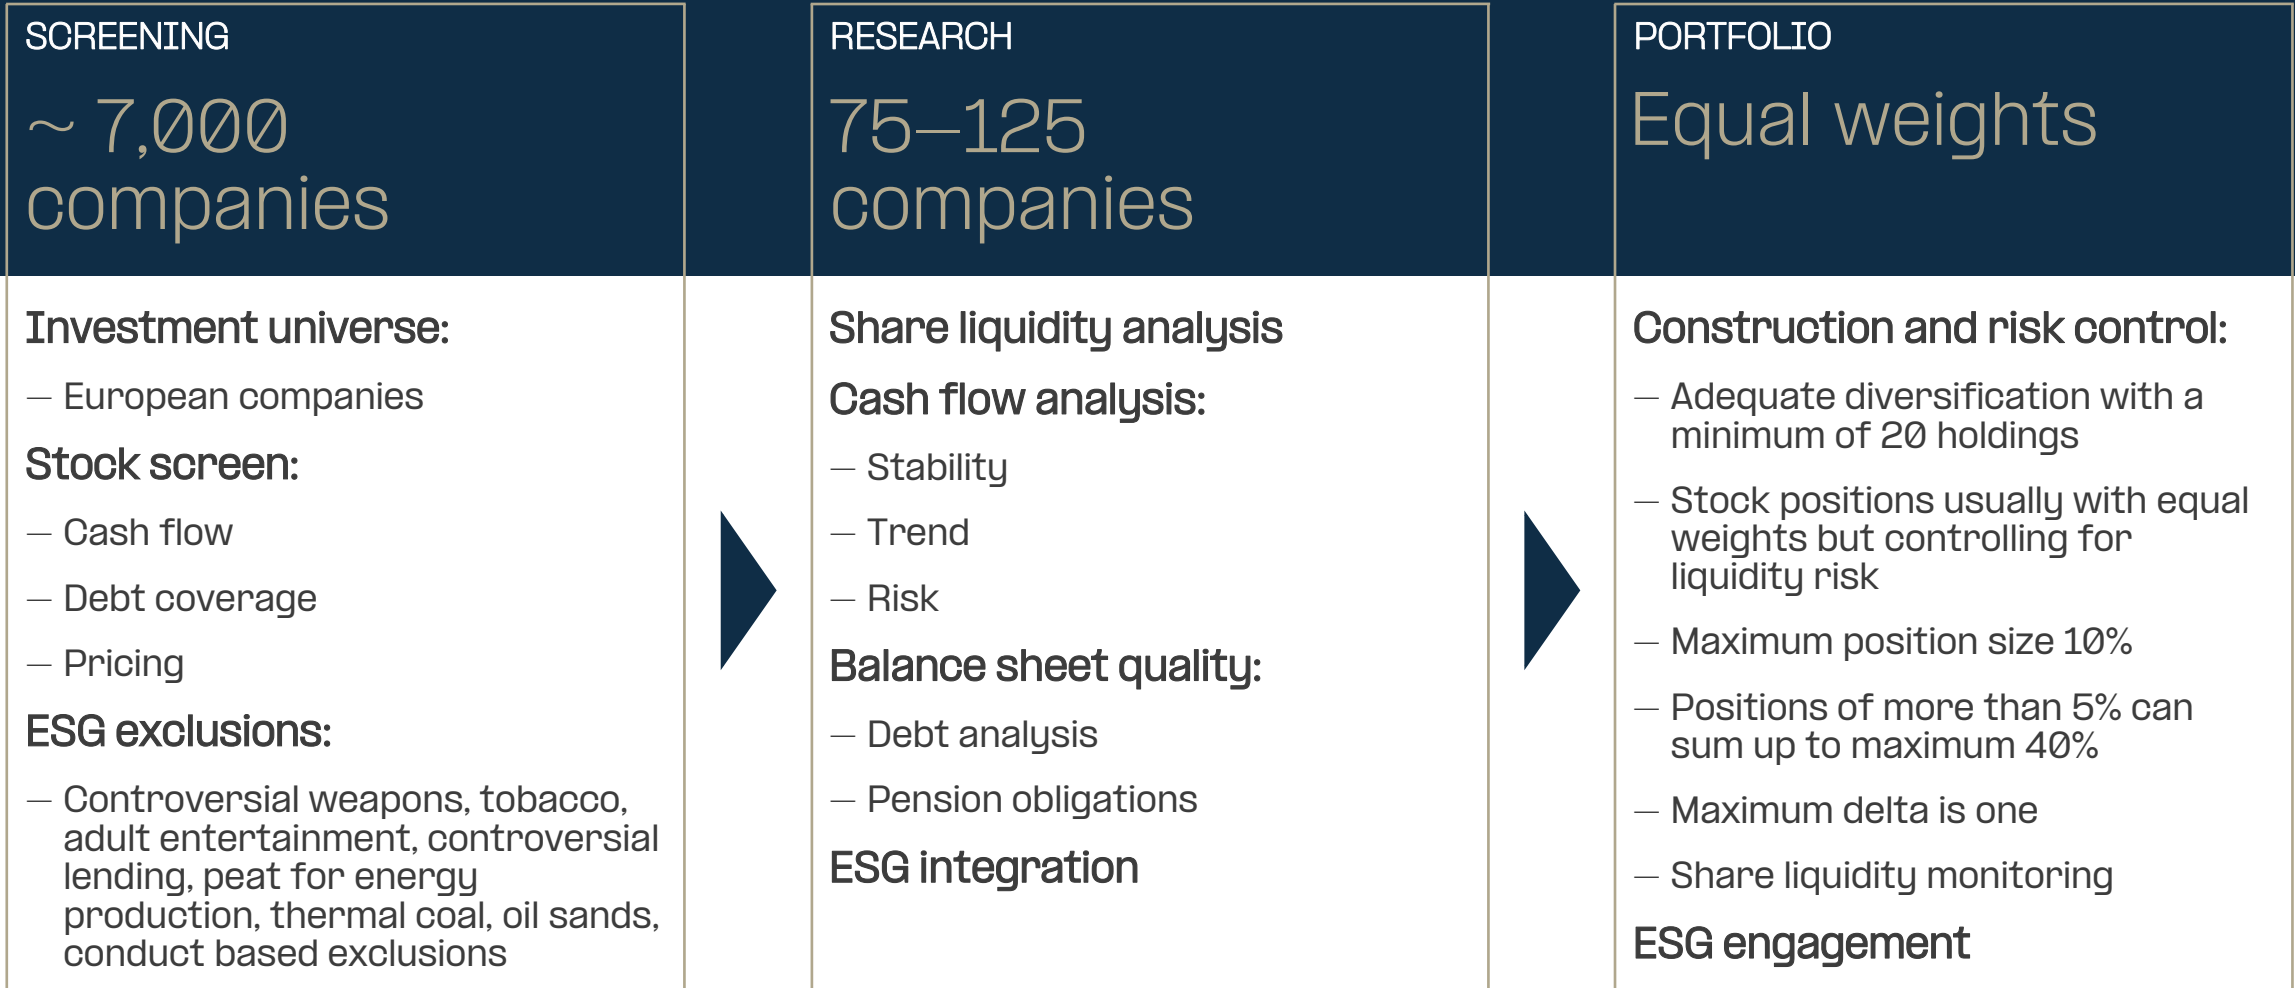 SCREENING
~ 7,000
companies
Investment universe:
– European companies
Stock screen:
– Cash flow
– Debt coverage
– Pricing
ESG exclusions:
– Controversial weapons, tobacco,
adult entertainment, controversial
lending, peat for energy
production, thermal coal, oil sands,
conduct based exclusions
RESEARCH
75–125
companies
Share liquidity analysis
Cash flow analysis:
– Stability
– Trend
– Risk
Balance sheet quality:
– Debt analysis
– Pension obligations
ESG integration
PORTFOLIO
Equal weights
Construction and risk control:
– Adequate diversification with a
minimum of 20 holdings
– Stock positions usually with equal
weights but controlling for
liquidity risk
– Maximum position size 10%
– Positions of more than 5% can
sum up to maximum 40%
– Maximum delta is one
– Share liquidity monitoring
ESG engagement